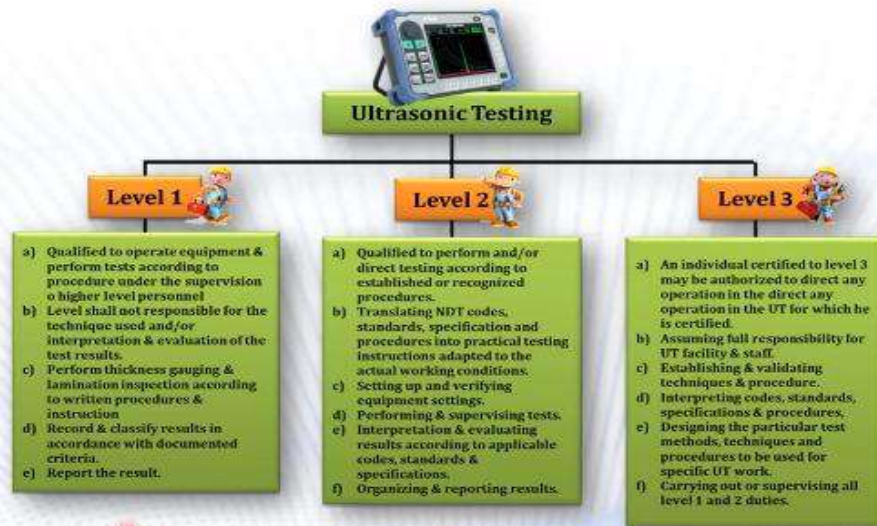 Ultrasonic Testing
Level 1
a) Qualified to operate equipment &
perform tests according to
procedure under the supervision
o higher level personnel
b) Level shall not responsible for the
technique used and/or
interpretation & evaluation of the
test results.
c) Perform thickness gauging &
lamination inspection according
to written procedures &
instruction
d) Record & classify results in
accordance with documented
criteria.
e) Report the result.
Level 2
a) Qualified to perform and/or
direct testing according to
established or recognized
procedures.
b) Translating NDT codes,
standards, specification and
procedures into practical testing
instructions adapted to the
actual working conditions.
c) Setting up and verifying
equipment settings.
d) Performing & supervising tests.
e) Interpretation & evaluating
results according to applicable
codes, standards &
specifications.
f) Organizing & reporting results.
Level 3
a) An individual certified to level 3
may be authorized to direct any
operation in the direct any
operation in the UT for which he
is certified.
b) Assuming full responsibility for
UT facility & staff.
c) Establishing & validating
techniques & procedure.
d) Interpreting codes, standards,
specifications & procedures,
e) Designing the particular test
methods, techniques and
procedures to be used for
specific UT work.
f) Carrying out or supervising all
level 1 and 2 duties.